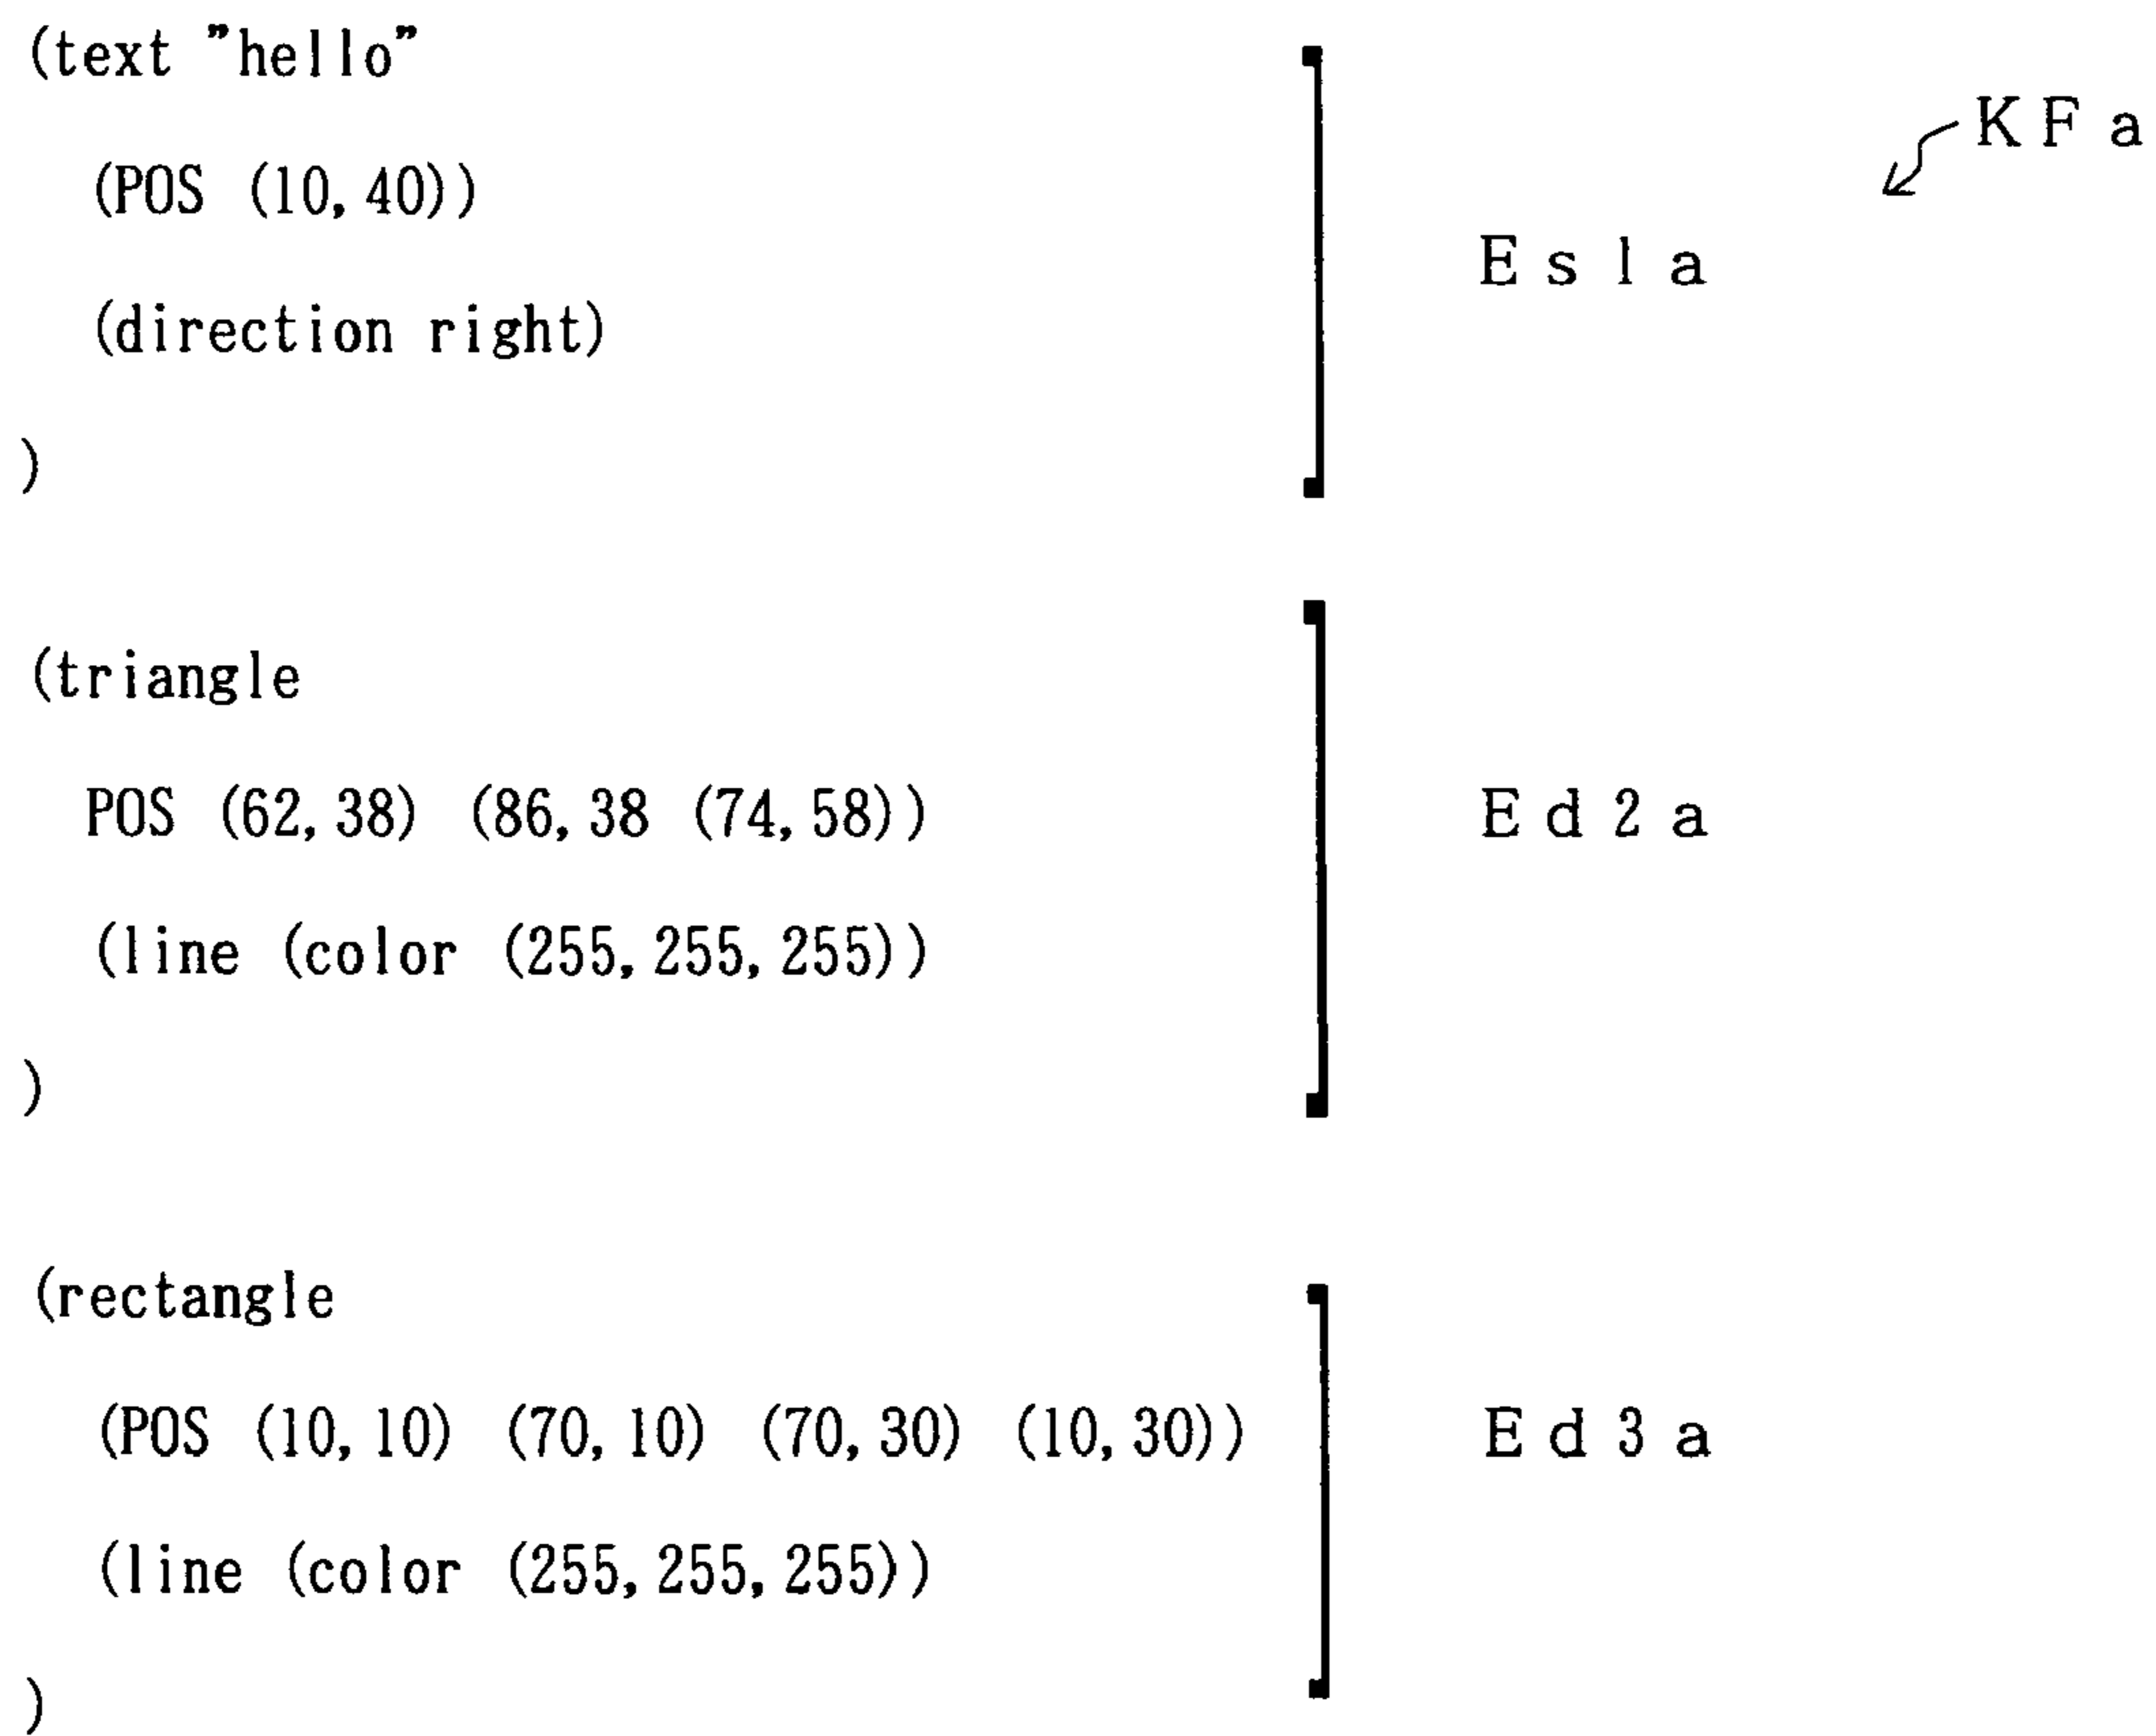 (text "hello"
KFa
(POS (10,40))
Es1a
(direction right)
)
(triangle
POS (62,38) (86,38 (74,58))
Ed2a
(line (color (255,255,255))
)
(rectangle
(POS (10,10) (70,10) (70,30) (10,30))
Ed3a
(line (color (255,255,255))
)